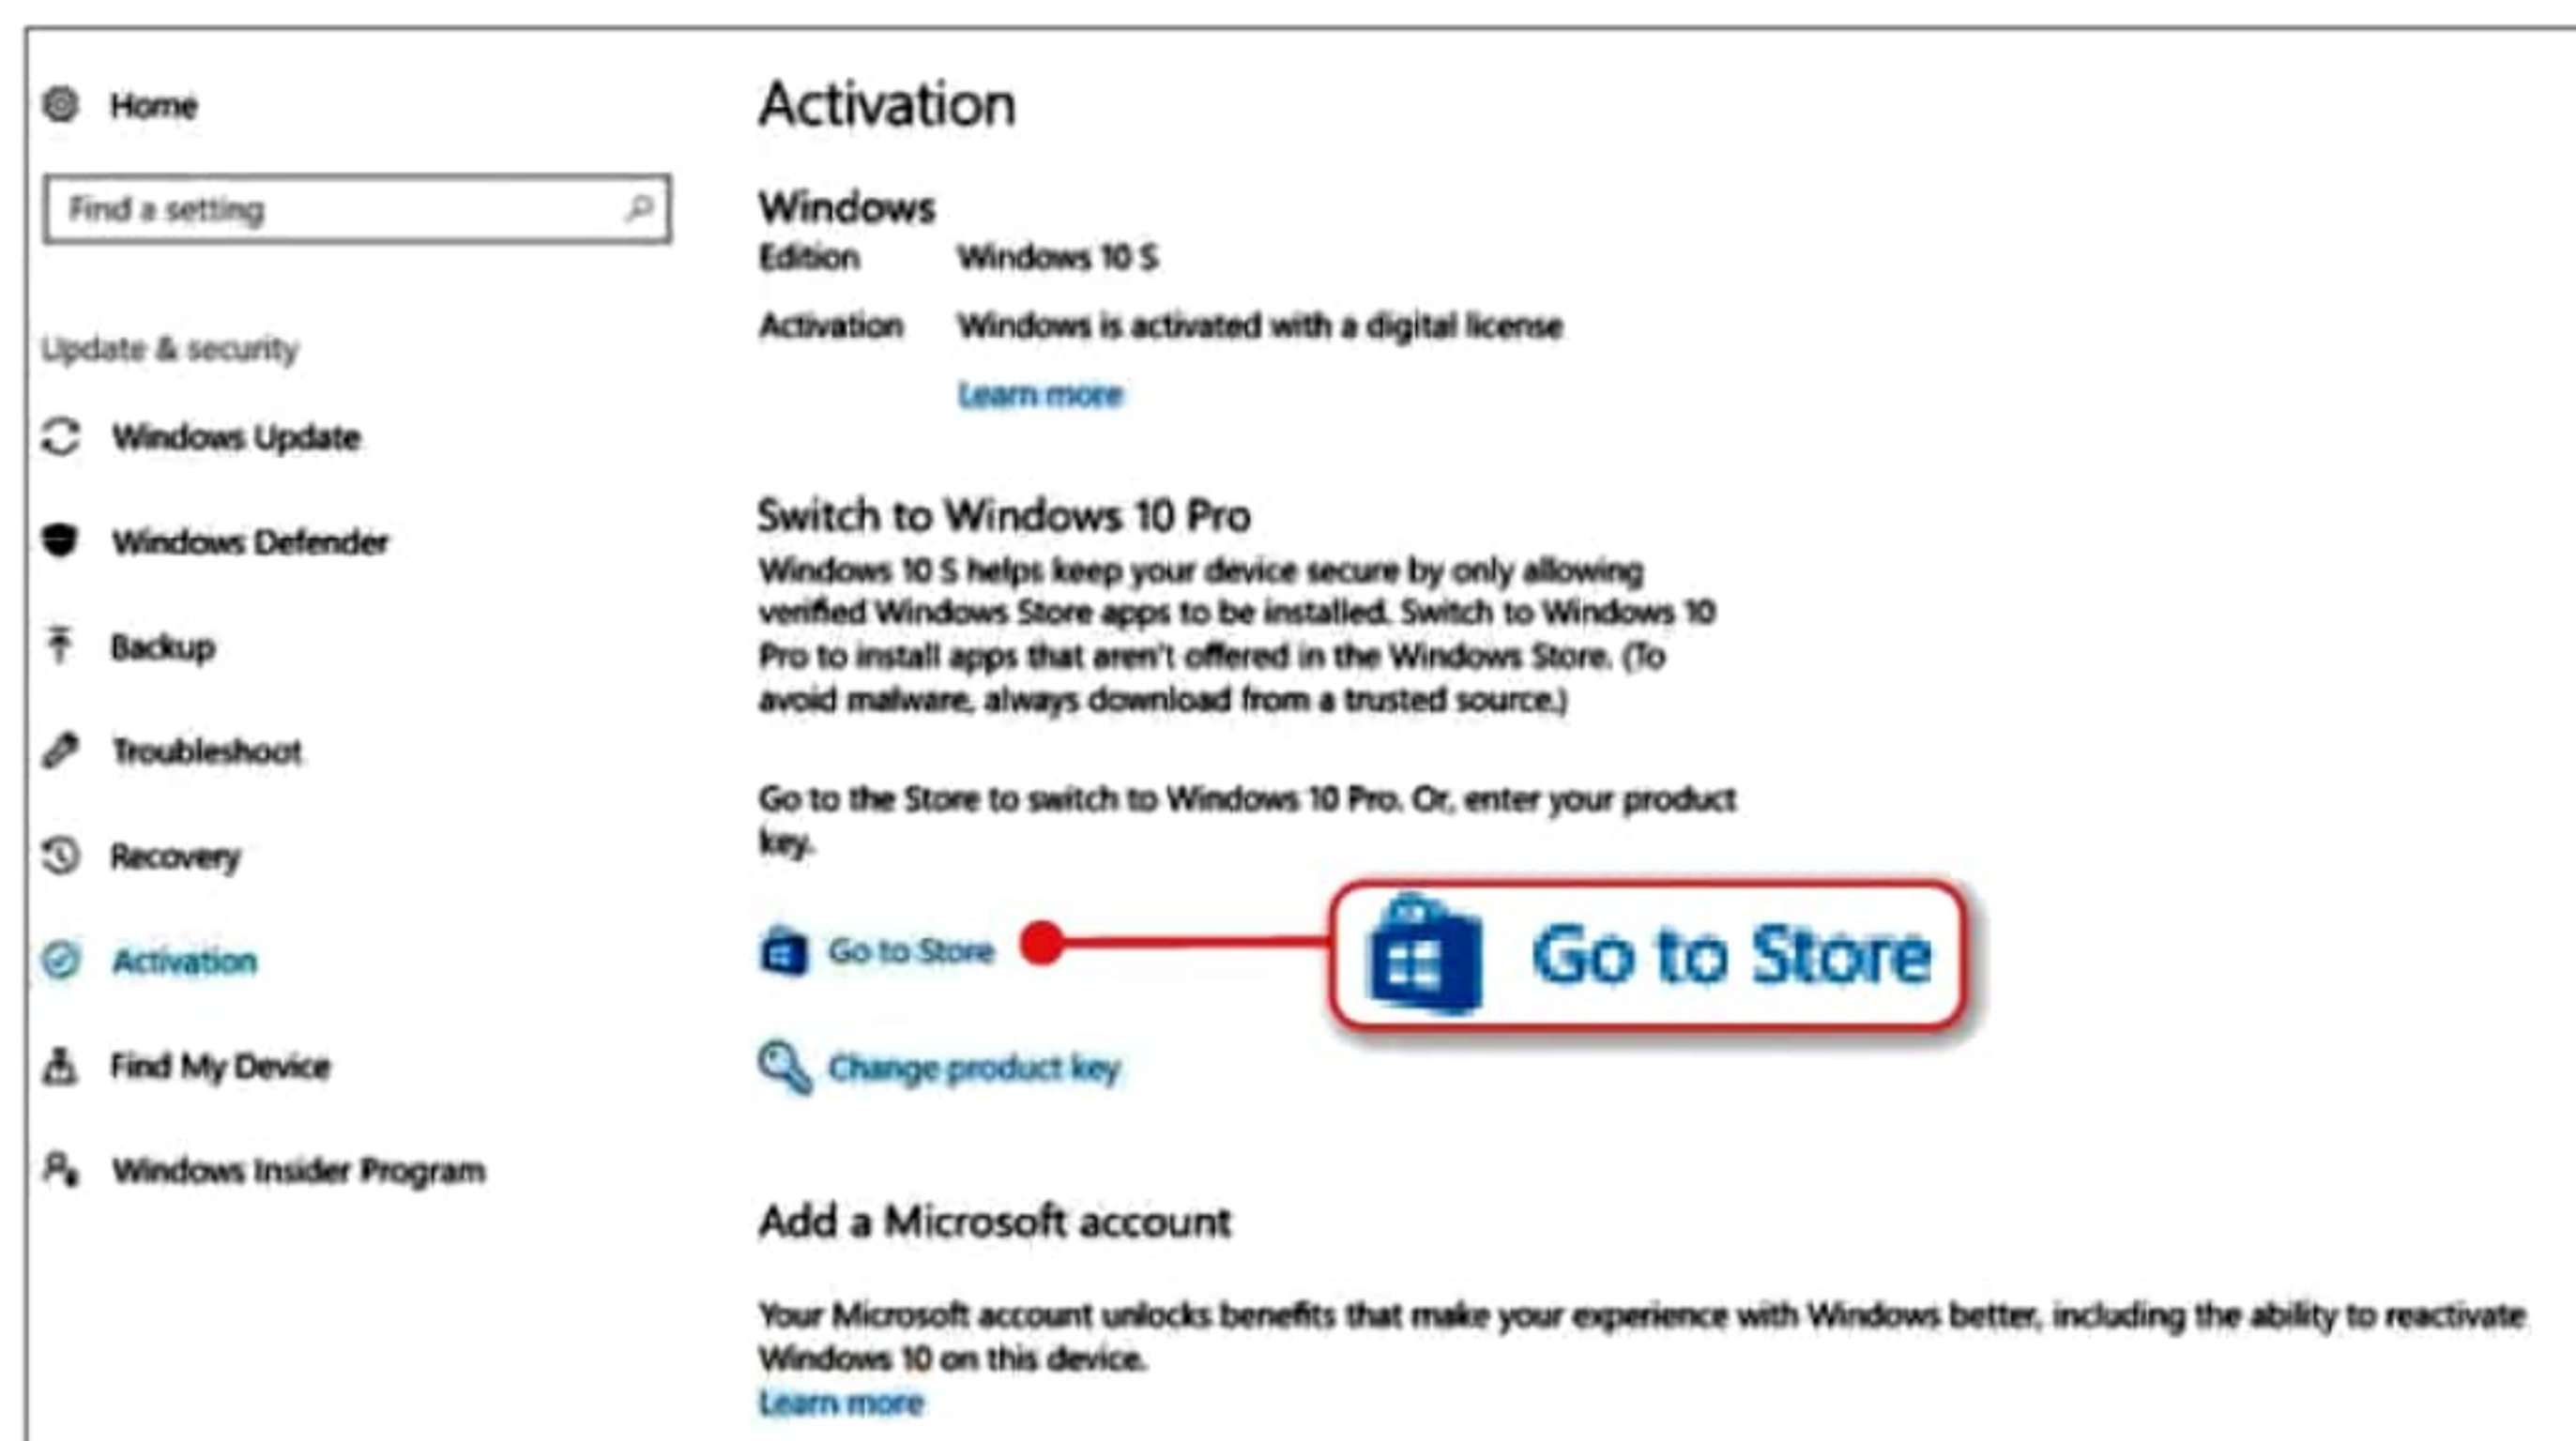 Home
Find a setting
Update & security
Windows Update
Windows Defender
Backup
Troubleshoot
Recovery
Activation
Find My Device
Windows Insider Program
Activation
Windows
Edition Windows 10 S
Activation Windows is activated with a digital license
Learn more
Switch to Windows 10 Pro
Windows 10 S helps keep your device secure by only allowing
verified Windows Store apps to be installed. Switch to Windows 10
Pro to install apps that aren't offered in the Windows Store. (To
avoid malware, always download from a trusted source.)
Go to the Store to switch to Windows 10 Pro. Or, enter your product
key.
Go to Store
Go to Store
Change product key
Add a Microsoft account
Your Microsoft account unlocks benefits that make your experience with Windows better, including the ability to reactivate
Windows 10 on this device.
Learn more